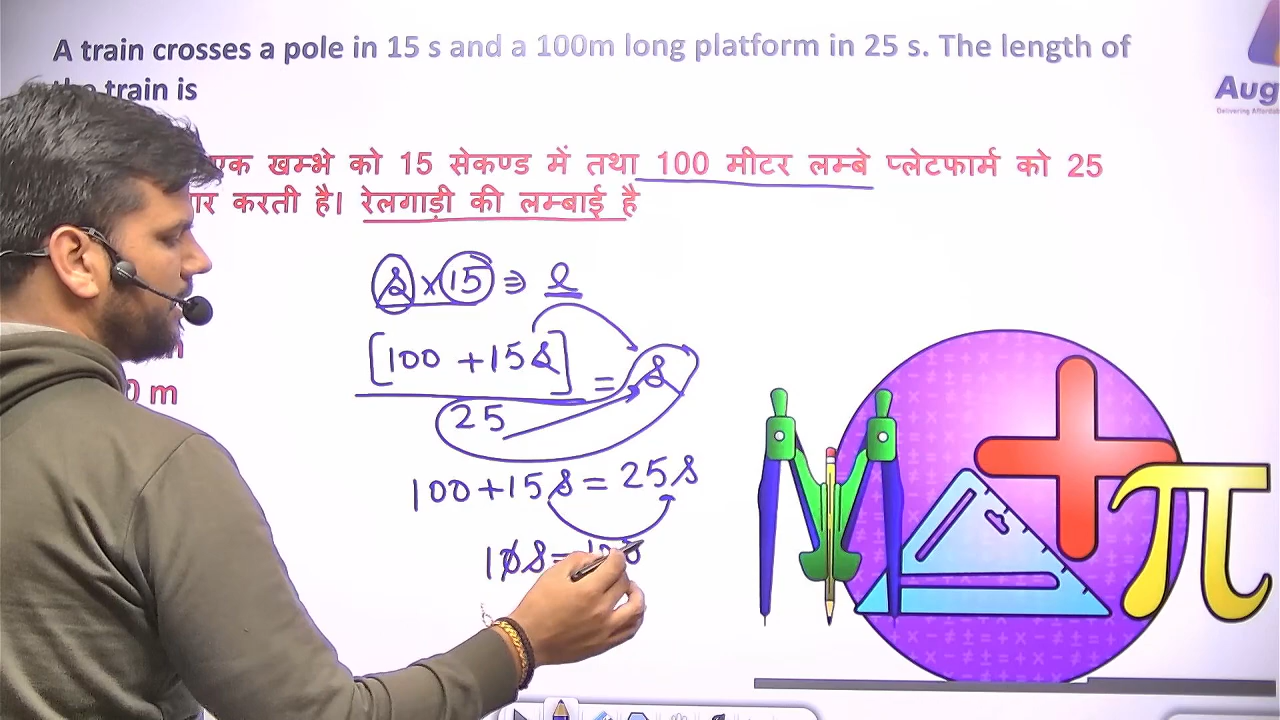 A train crosses a pole in 15 s and a 100m long platform in 25 s. The length of
train is
Aug
Delivering Affordab
एक खम्भे को 15 सेकण्ड में तथा 100 मीटर लम्बे प्लेटफार्म को 25
करती है। रेलगाड़ी की लम्बाई है
s × 15 ⇒ l
[100 + 15s] = s
25
100 + 15s = 25s
0 m
10s = 100
π